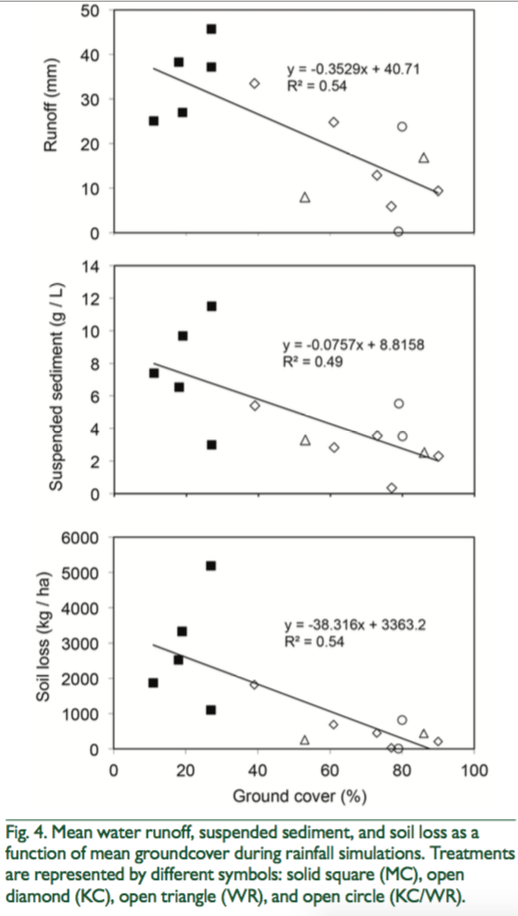 50
40
30
20
10
0
Runoff (mm)
y = -0.3529x + 40.71
R² = 0.54
14
12
10
8
6
4
2
0
Suspended sediment (g / L)
y = -0.0757x + 8.8158
R² = 0.49
6000
5000
4000
3000
2000
1000
0
Soil loss (kg / ha)
y = -38.316x + 3363.2
R² = 0.54
0 20 40 60 80 100
Ground cover (%)
Fig. 4. Mean water runoff, suspended sediment, and soil loss as a
function of mean groundcover during rainfall simulations. Treatments
are represented by different symbols: solid square (MC), open
diamond (KC), open triangle (WR), and open circle (KC/WR).